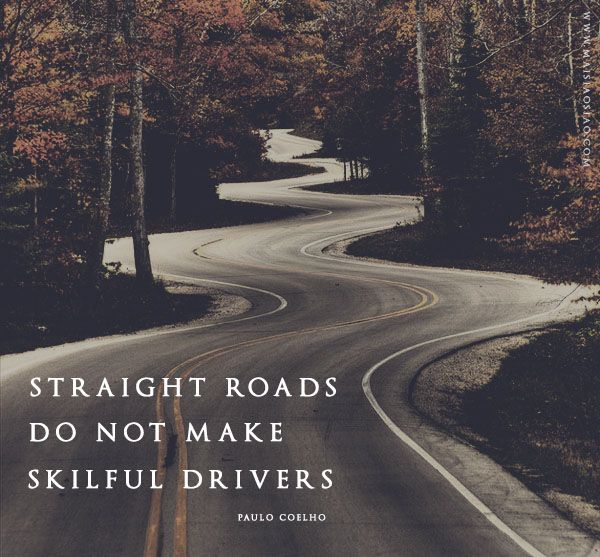 STRAIGHT ROADS
DO NOT MAKE
SKILFUL DRIVERS
PAULO COELHO